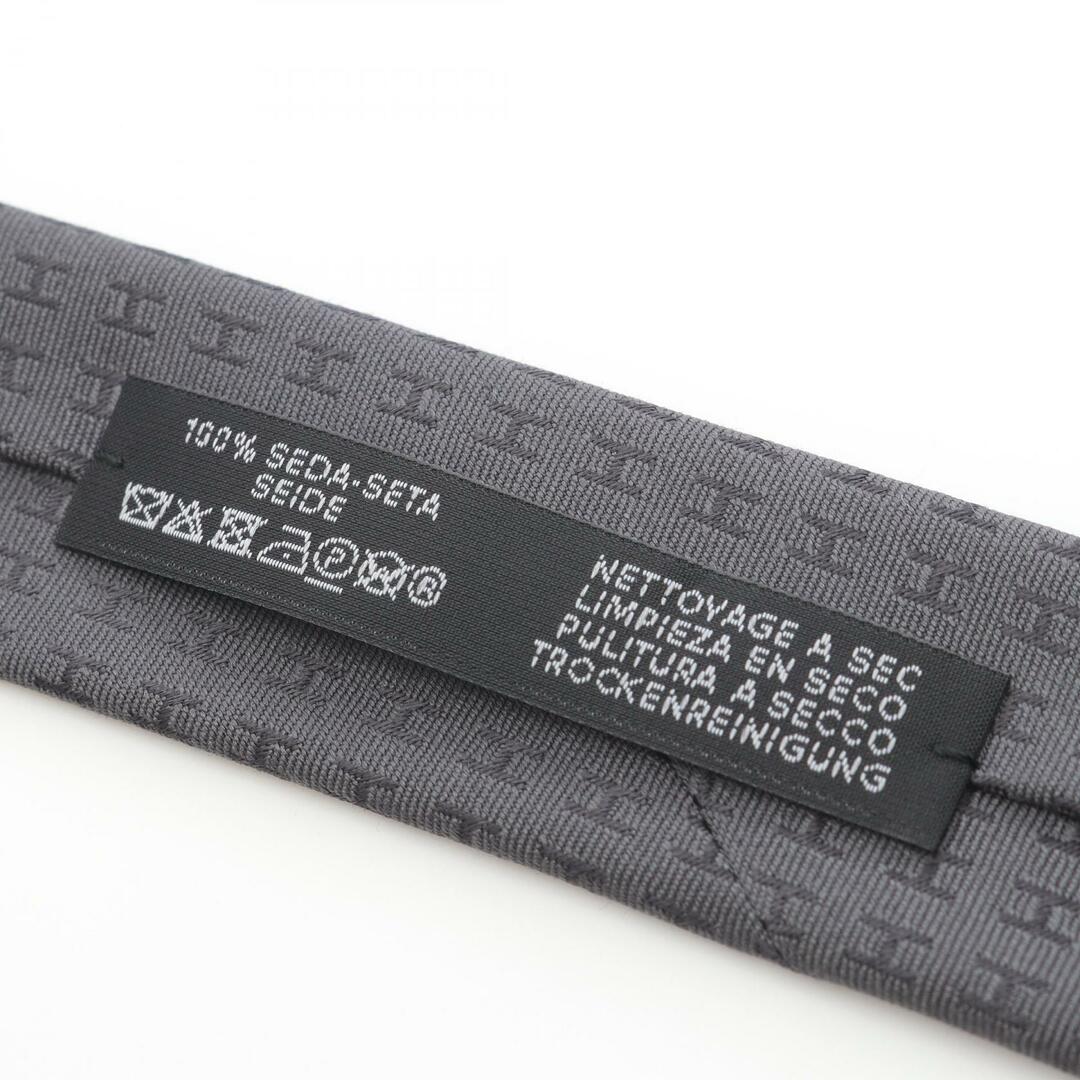 100% SEDA-SETA
SEIDE
P R
NETTOYAGE A SEC
LIMPIEZA EN SECO
PULITURA A SECCO
TROCKENREINIGUNG